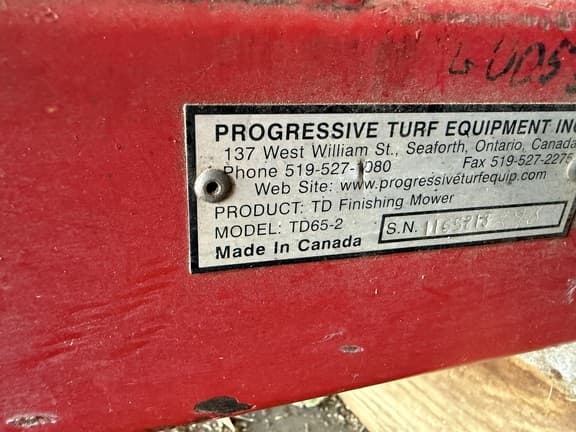 PROGRESSIVE TURF EQUIPMENT INC
137 West William St., Seaforth, Ontario, Canada
Phone 519-527-1080 Fax 519-527-2275
Web Site: www.progressiveturfequip.com
PRODUCT: TD Finishing Mower
MODEL: TD65-2 S.N.
Made In Canada